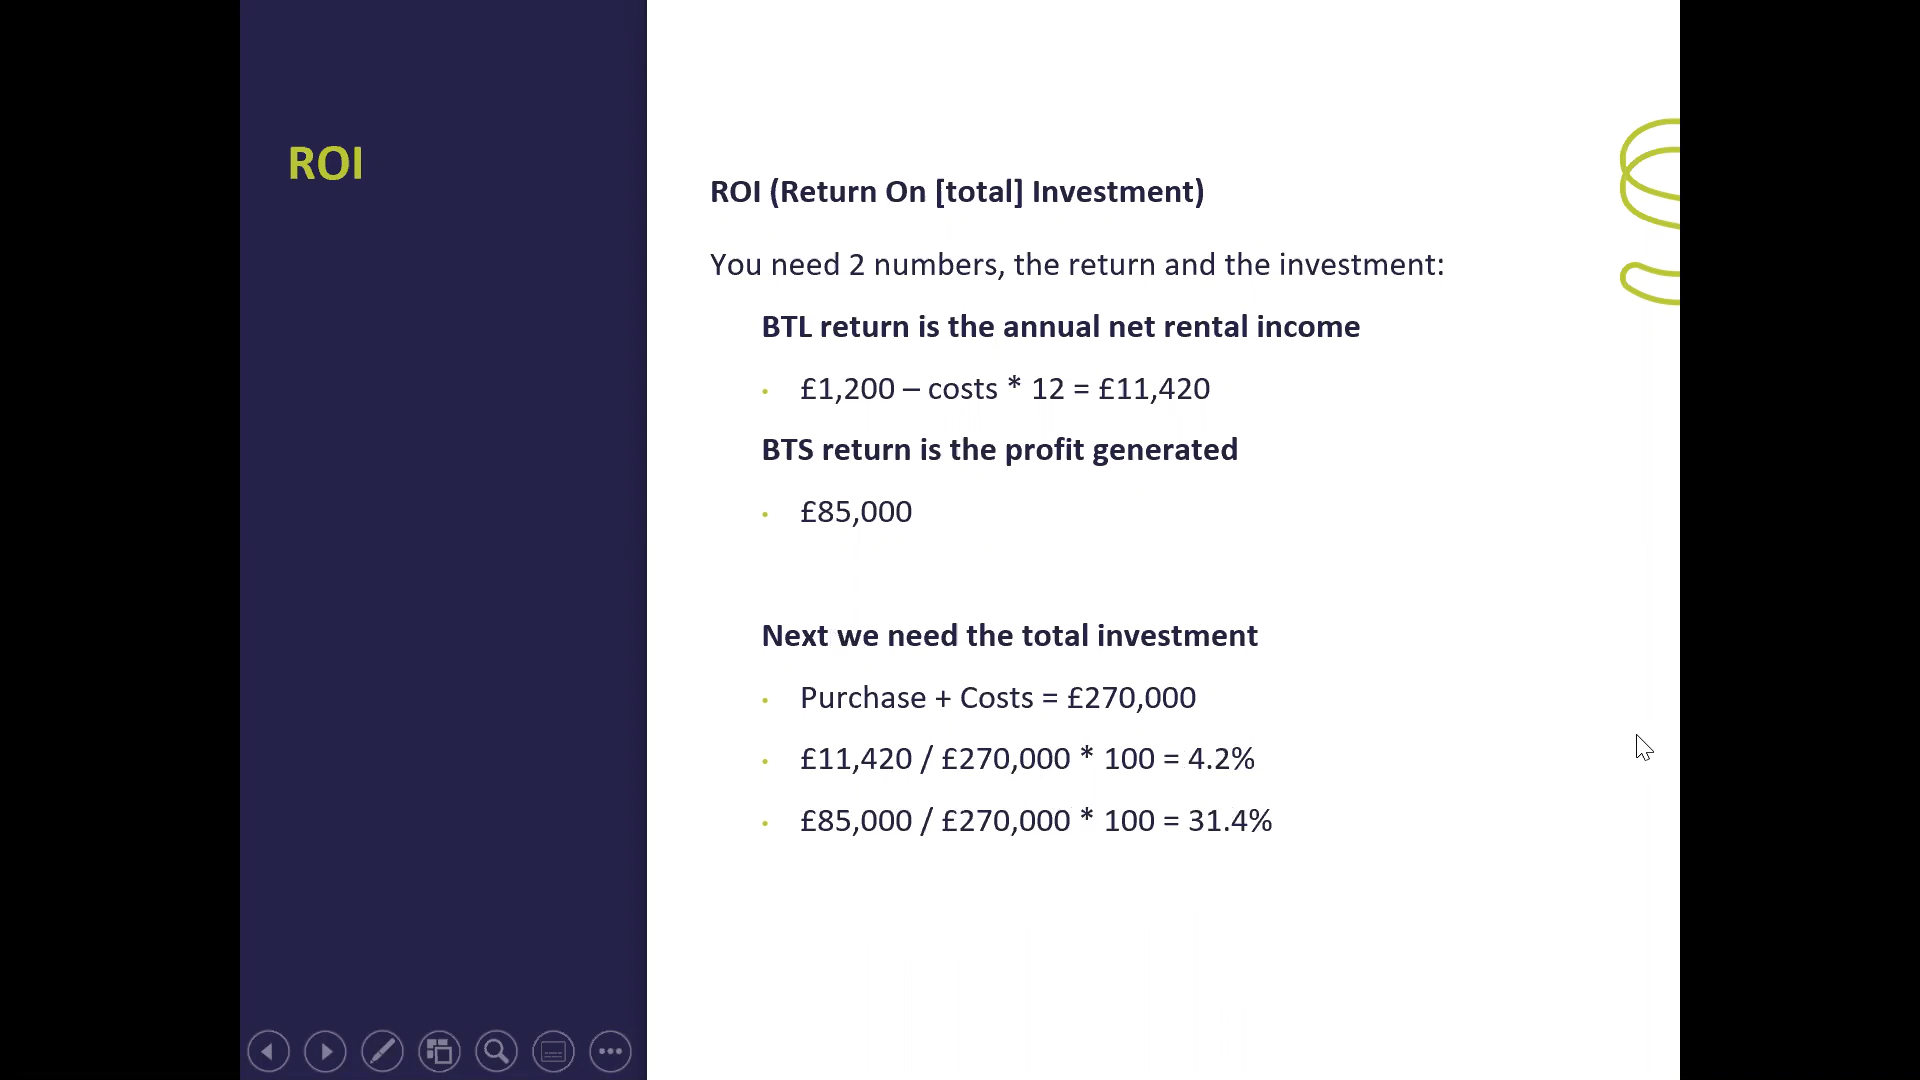 ROI
ROI (Return On [total] Investment)
You need 2 numbers, the return and the investment:
BTL return is the annual net rental income
• £1,200 – costs * 12 = £11,420
BTS return is the profit generated
• £85,000
Next we need the total investment
• Purchase + Costs = £270,000
• £11,420 / £270,000 * 100 = 4.2%
• £85,000 / £270,000 * 100 = 31.4%